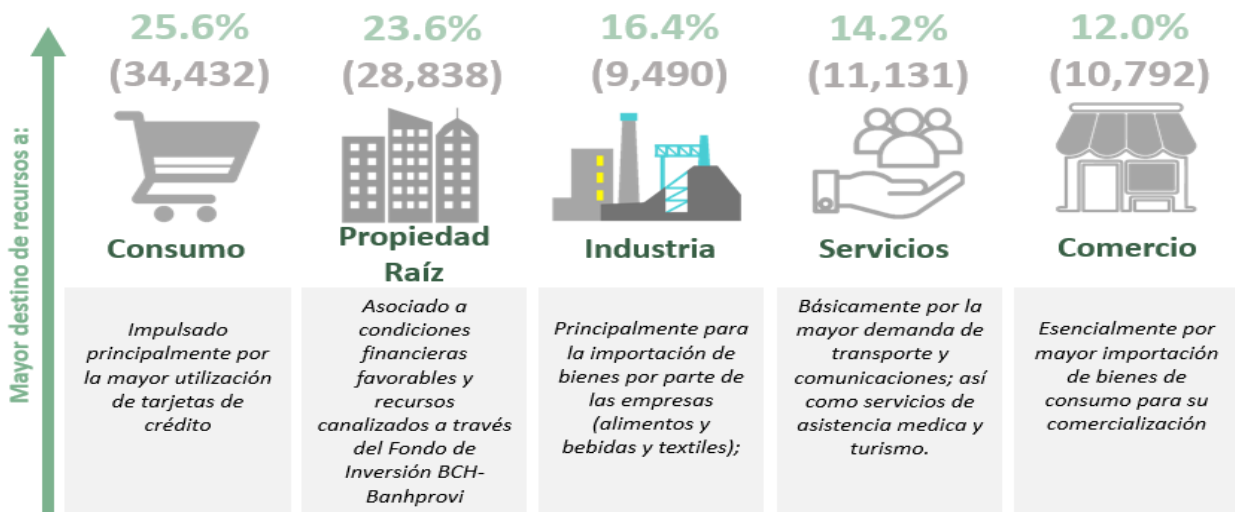 Mayor destino de recursos a:
25.6%
(34,432)
Consumo
Impulsado
principalmente por
la mayor utilización
de tarjetas de
crédito
23.6%
(28,838)
Propiedad
Raíz
Asociado a
condiciones
financieras
favorables y
recursos
canalizados a través
del Fondo de
Inversión BCH-
Banhprovi
16.4%
(9,490)
Industria
Principalmente para
la importación de
bienes por parte de
las empresas
(alimentos y
bebidas y textiles);
14.2%
(11,131)
Servicios
Básicamente por la
mayor demanda de
transporte y
comunicaciones; así
como servicios de
asistencia medica y
turismo.
12.0%
(10,792)
Comercio
Esencialmente por
mayor importación
de bienes de
consumo para su
comercialización